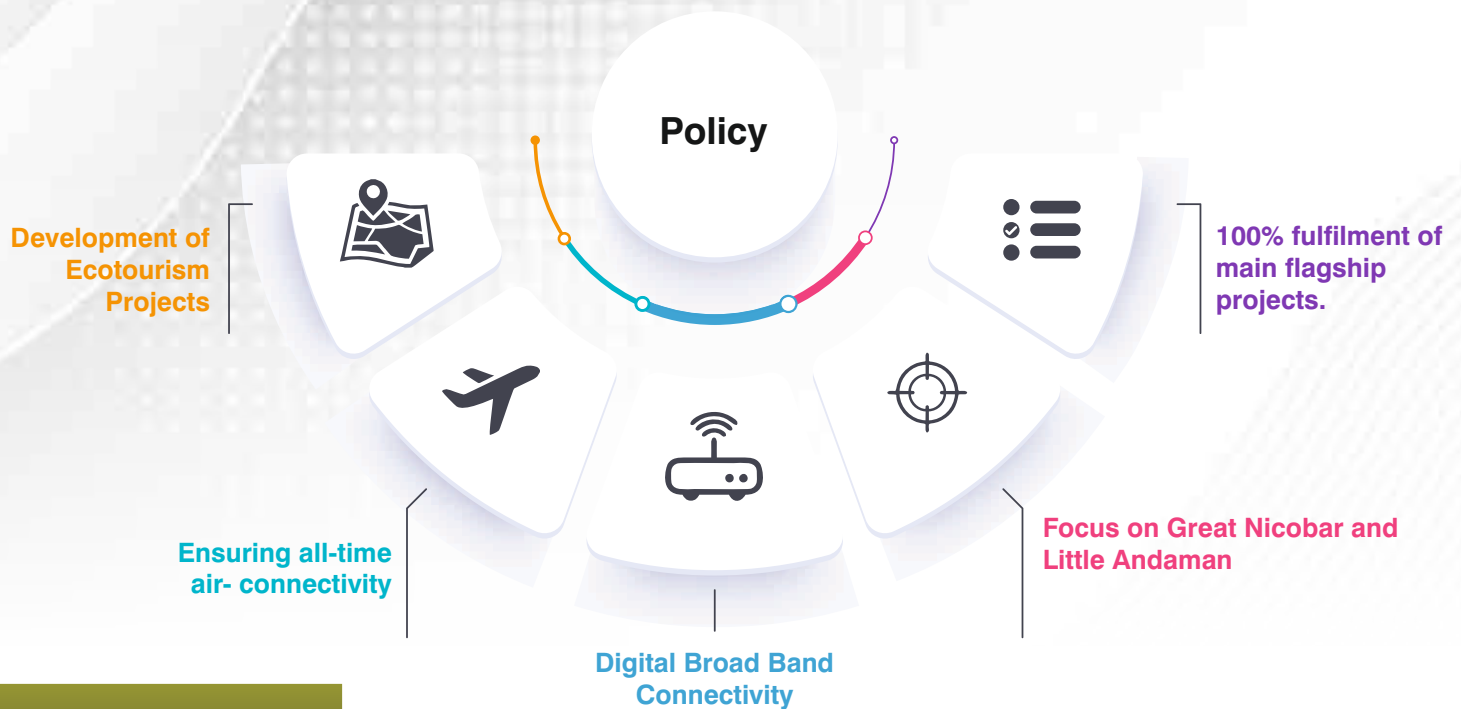 Policy
Development of
Ecotourism
Projects
Ensuring all-time
air- connectivity
Digital Broad Band
Connectivity
Focus on Great Nicobar and
Little Andaman
100% fulfilment of
main flagship
projects.